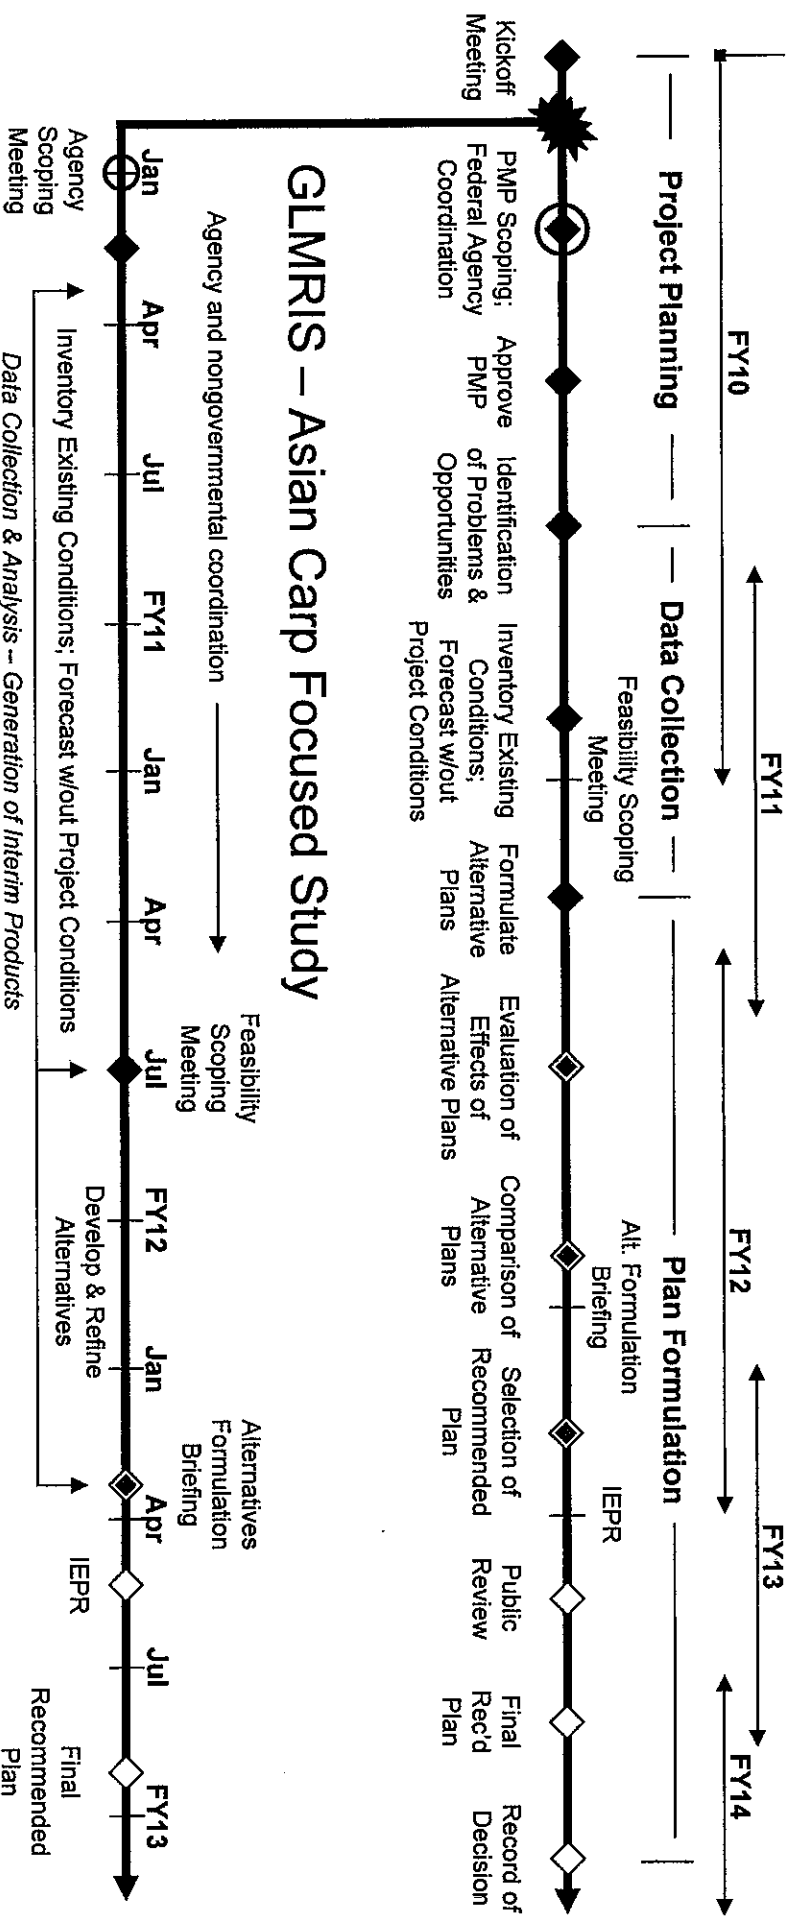 FY10
FY11
FY12
FY13
FY14
Project Planning
Data Collection
Plan Formulation
Feasibility Scoping
Meeting
Alt. Formulation
Briefing
IEPR
Kickoff
Meeting
PMP Scoping;
Federal Agency
Coordination
Approve
PMP
Identification
of Problems &
Opportunities
Inventory Existing
Conditions;
Forecast w/out
Project Conditions
Formulate
Alternative
Plans
Evaluation of
Effects of
Alternative Plans
Comparison of
Alternative
Plans
Selection of
Recommended
Plan
Public
Review
Final
Rec'd
Plan
Record of
Decision
GLMRIS – Asian Carp Focused Study
Agency and nongovernmental coordination
Feasibility
Scoping
Meeting
Alternatives
Formulation
Briefing
Jan
Apr
Jul
FY11
Jan
Apr
Jul
FY12
Jan
Apr
Jul
FY13
Agency
Scoping
Meeting
Inventory Existing Conditions; Forecast w/out Project Conditions
Develop & Refine
Alternatives
IEPR
Final
Recommended
Plan
Data Collection & Analysis -- Generation of Interim Products